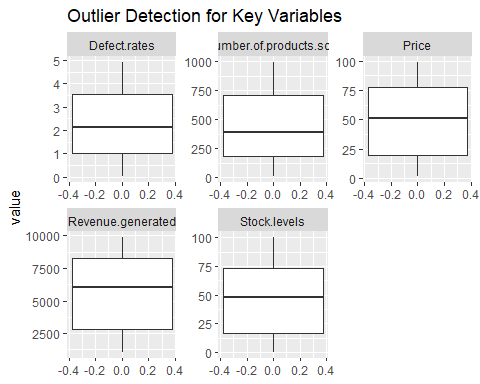 Outlier Detection for Key Variables
Defect.rates
umber.of.products.so
Price
5
4
3
2
1
0
1000
750
500
250
0
100
75
50
25
0
-0.4 -0.2 0.0 0.2 0.4
-0.4 -0.2 0.0 0.2 0.4
-0.4 -0.2 0.0 0.2 0.4
value
Revenue.generated
Stock.levels
10000
7500
5000
2500
100
75
50
25
0
-0.4 -0.2 0.0 0.2 0.4
-0.4 -0.2 0.0 0.2 0.4